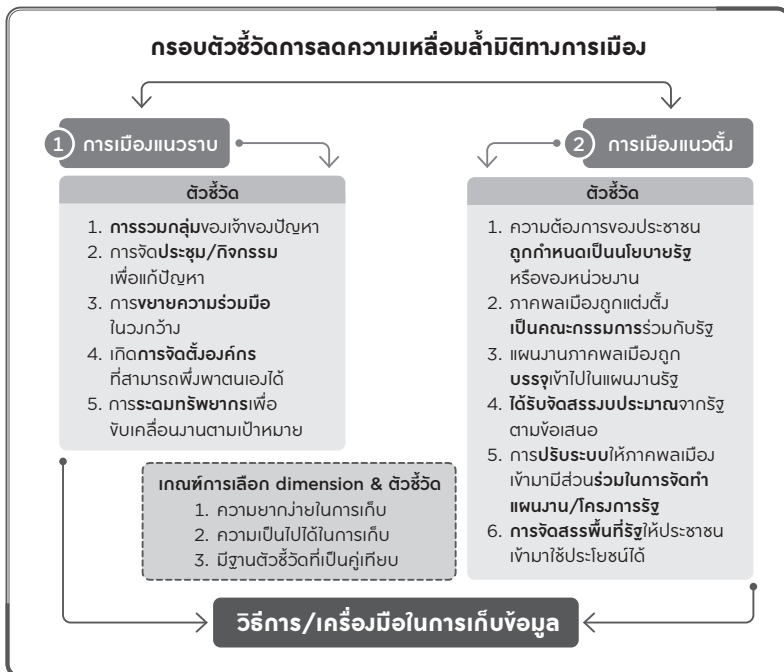 กรอบตัวชี้วัดการลดความเหลื่อมล้ำมิติทางการเมือง
1 การเมืองแนวราบ
ตัวชี้วัด
1. การรวมกลุ่มของเจ้าของปัญหา
2. การจัดประชุม/กิจกรรม
เพื่อแก้ปัญหา
3. การขยายความร่วมมือ
ในวงกว้าง
4. เกิดการจัดตั้งองค์กร
ที่สามารถพึ่งพาตนเองได้
5. การระดมทรัพยากรเพื่อ
ขับเคลื่อนงานตามเป้าหมาย
2 การเมืองแนวตั้ง
ตัวชี้วัด
1. ความต้องการของประชาชน
ถูกกำหนดเป็นนโยบายรัฐ
หรือของหน่วยงาน
2. ภาคพลเมืองถูกแต่งตั้ง
เป็นคณะกรรมการร่วมกับรัฐ
3. แผนงานภาคพลเมืองถูก
บรรจุเข้าไปในแผนงานรัฐ
4. ได้รับจัดสรรงบประมาณจากรัฐ
ตามข้อเสนอ
5. การปรับระบบให้ภาคพลเมือง
เข้ามามีส่วนร่วมในการจัดทำ
แผนงาน/โครงการรัฐ
6. การจัดสรรพื้นที่รัฐให้ประชาชน
เข้ามาใช้ประโยชน์ได้
เกณฑ์การเลือก dimension & ตัวชี้วัด
1. ความยากง่ายในการเก็บ
2. ความเป็นไปได้ในการเก็บ
3. มีฐานตัวชี้วัดที่เป็นคู่เทียบ
วิธีการ/เครื่องมือในการเก็บข้อมูล